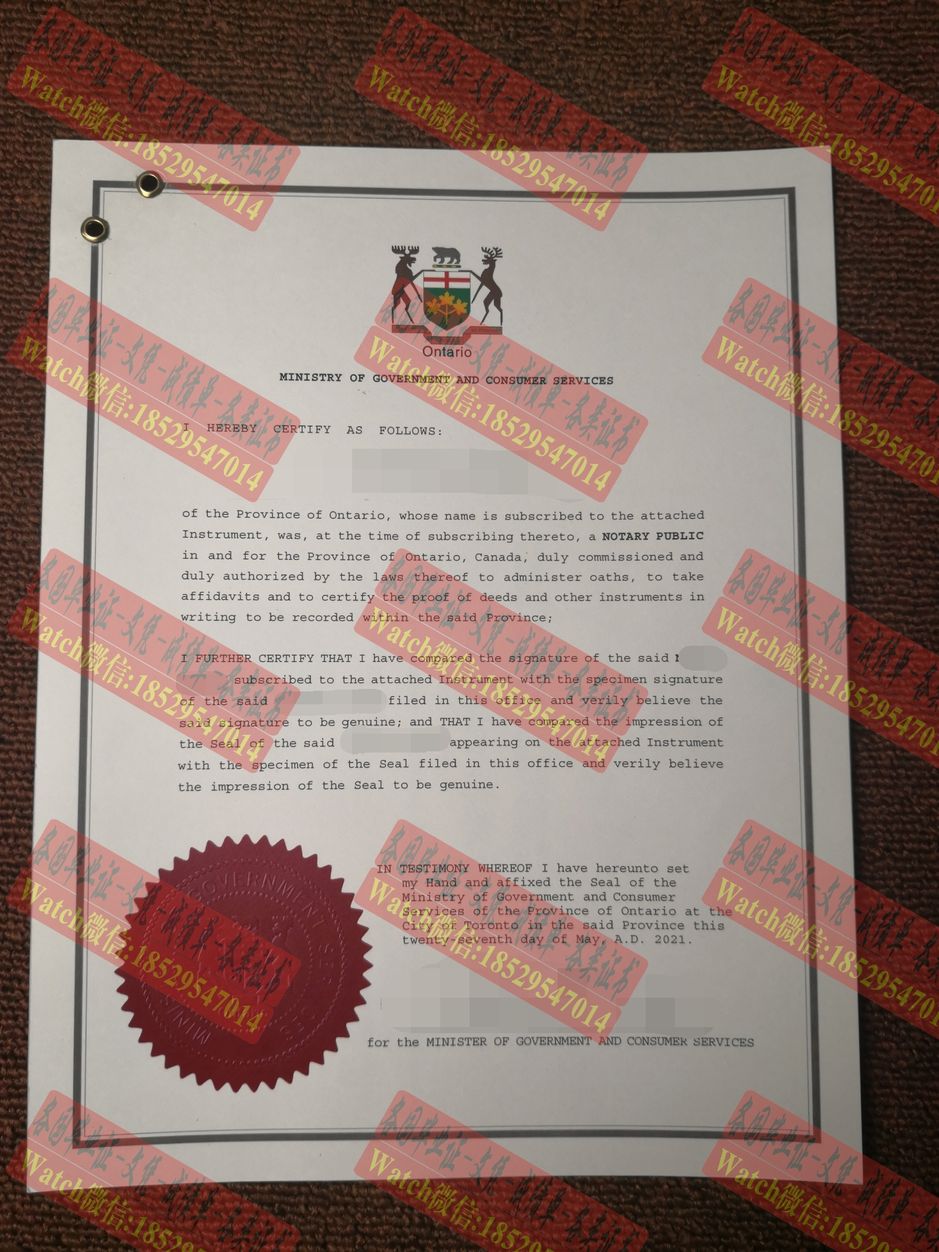 Ontario
MINISTRY OF GOVERNMENT AND CONSUMER SERVICES
I HEREBY CERTIFY AS FOLLOWS:
of the Province of Ontario, whose name is subscribed to the attached
Instrument, was, at the time of subscribing thereto, a NOTARY PUBLIC
in and for the Province of Ontario, Canada, duly commissioned and
duly authorized by the laws thereof to administer oaths, to take
affidavits and to certify the proof of deeds and other instruments in
writing to be recorded within the said Province;
I FURTHER CERTIFY THAT I have compared the signature of the said
subscribed to the attached Instrument with the specimen signature
of the said filed in this office and verily believe the
said signature to be genuine; and THAT I have compared the impression of
the Seal of the said appearing on the attached Instrument
with the specimen of the Seal filed in this office and verily believe
the impression of the Seal to be genuine.
IN TESTIMONY WHEREOF I have hereunto set
my Hand and affixed the Seal of the
Ministry of Government and Consumer
Services of the Province of Ontario at the
City of Toronto in the said Province this
twenty-seventh day of May, A.D. 2021.
for the MINISTER OF GOVERNMENT AND CONSUMER SERVICES
各国毕业证-文凭-成绩单-各类证书
Watch微信:18529547014